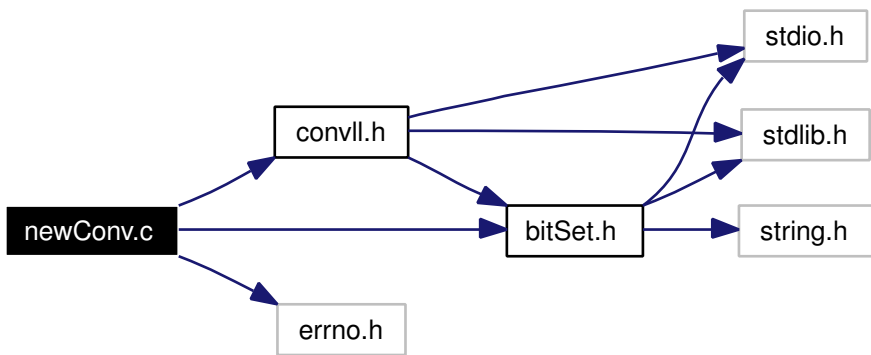 stdio.h
convll.h
stdlib.h
newConv.c
bitSet.h
string.h
errno.h